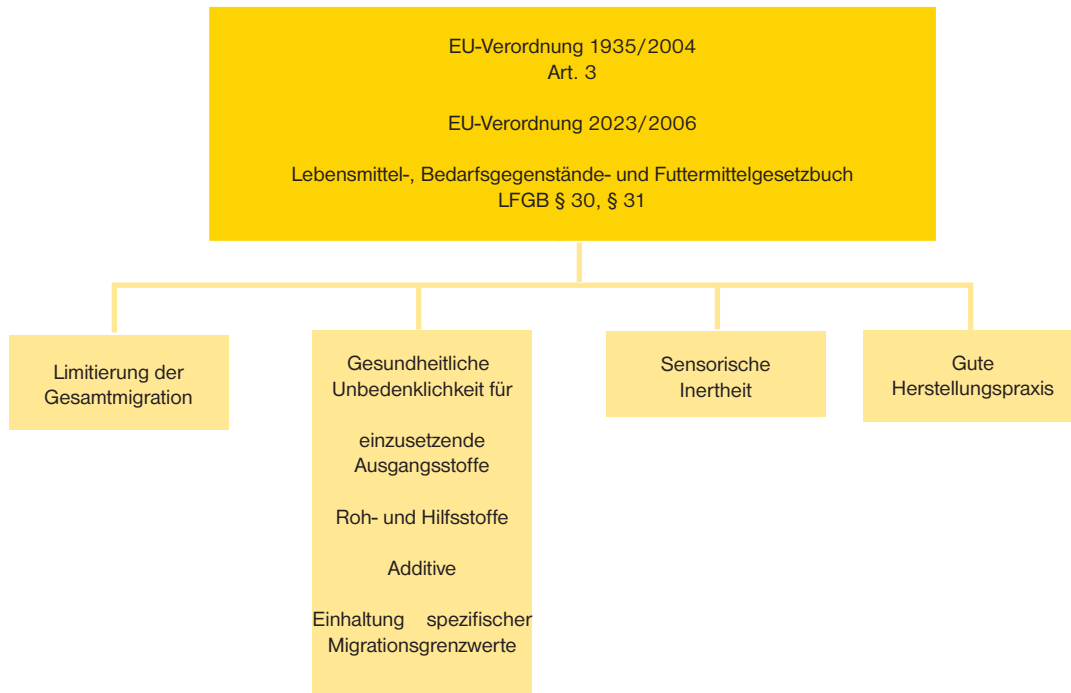 EU-Verordnung 1935/2004
Art. 3
EU-Verordnung 2023/2006
Lebensmittel-, Bedarfsgegenstände- und Futtermittelgesetzbuch
LFGB § 30, § 31
Limitierung der
Gesamtmigration
Gesundheitliche
Unbedenklichkeit für
einzusetzende
Ausgangsstoffe
Roh- und Hilfsstoffe
Additive
Einhaltung spezifischer
Migrationsgrenzwerte
Sensorische
Inertheit
Gute
Herstellungspraxis